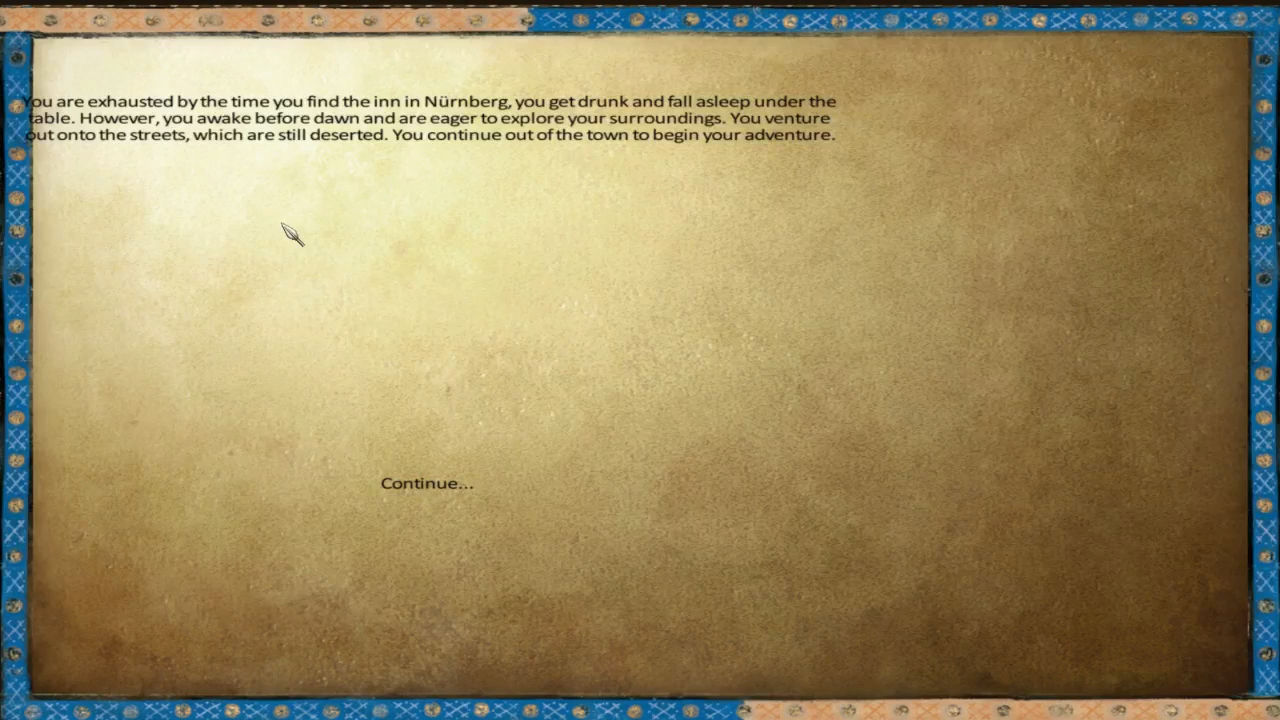 You are exhausted by the time you find the inn in Nürnberg, you get drunk and fall asleep under the
table. However, you awake before dawn and are eager to explore your surroundings. You venture
out onto the streets, which are still deserted. You continue out of the town to begin your adventure.
Continue...